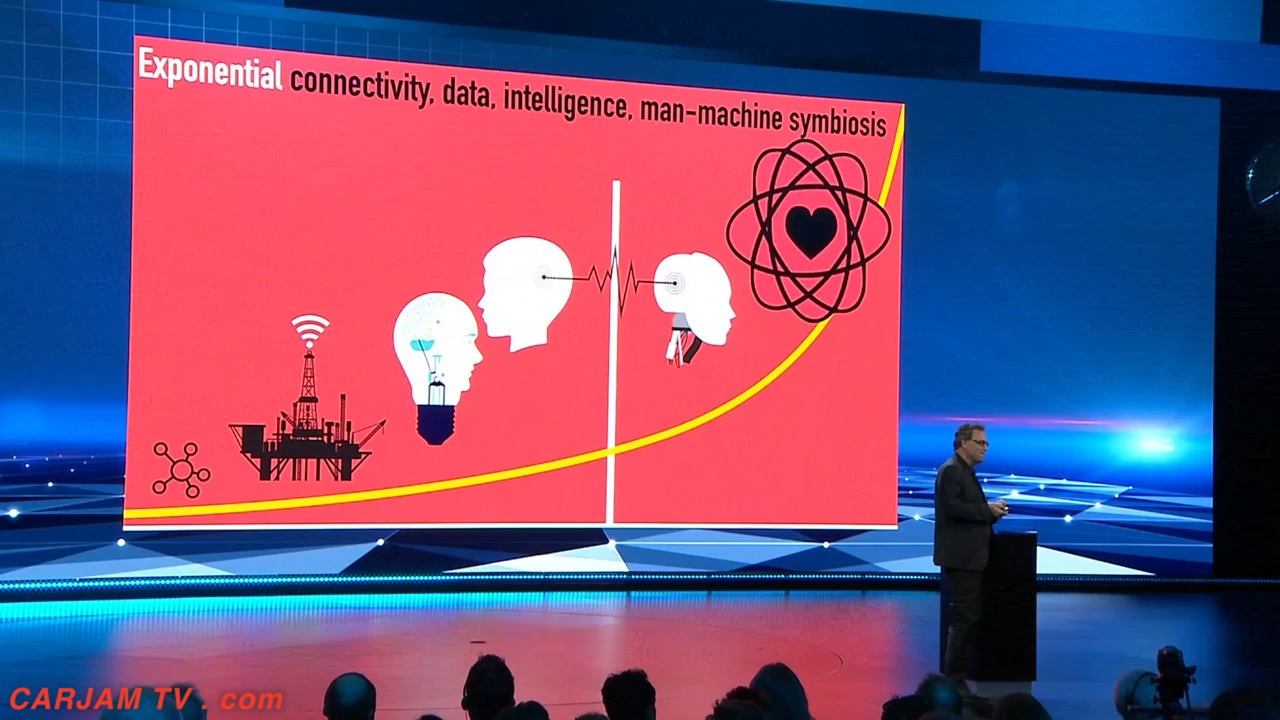 Exponential connectivity, data, intelligence, man-machine symbiosis
CARJAM TV . com